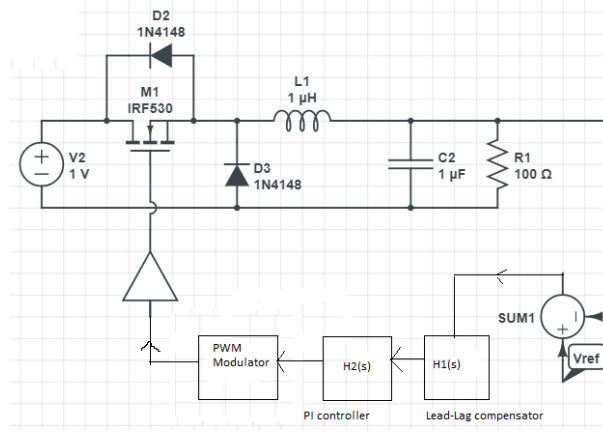 D2
1N4148
M1
IRF530
L1
1 μH
V2
1 V
D3
1N4148
C2
1 μF
R1
100 Ω
SUM1
Vref
PWM
Modulator
H2(s)
H1(s)
PI controller
Lead-Lag compensator